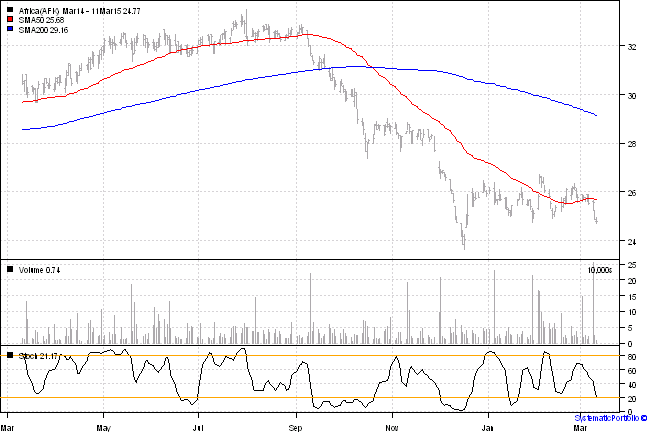 Africa(AFK) Mar14 - 11Mar15 24.77
SMA50 25.68
SMA200 29.16
32
30
28
26
24
Volume 0.74
10,000s
25
20
15
10
5
0
Stoch 21.17
80
60
40
20
0
Mar May Jul Sep Nov Jan Mar
SystematicPortfolio ©